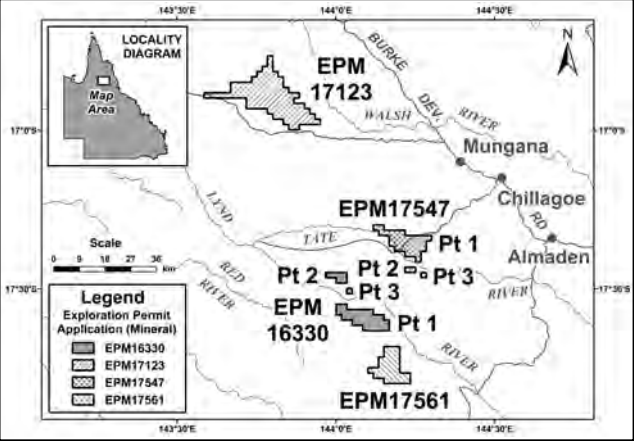 143°30'E
144°0'E
144°30'E
LOCALITY
DIAGRAM
Map
Area
EPM
17123
BURKE
DEV.
RD
N
WALSH
RIVER
17°0'S
17°0'S
Mungana
Chillagoe
Almaden
LYND
RIVER
EPM17547
TATE
RIVER
Pt 1
Pt 2
Pt 3
Scale
0 9 18 27 36
km
RED
RIVER
Pt 2
Pt 3
EPM
16330
Pt 1
17°30'S
17°30'S
EPM17561
Legend
Exploration Permit
Application (Mineral)
EPM16330
EPM17123
EPM17547
EPM17561
143°30'E
144°0'E
144°30'E